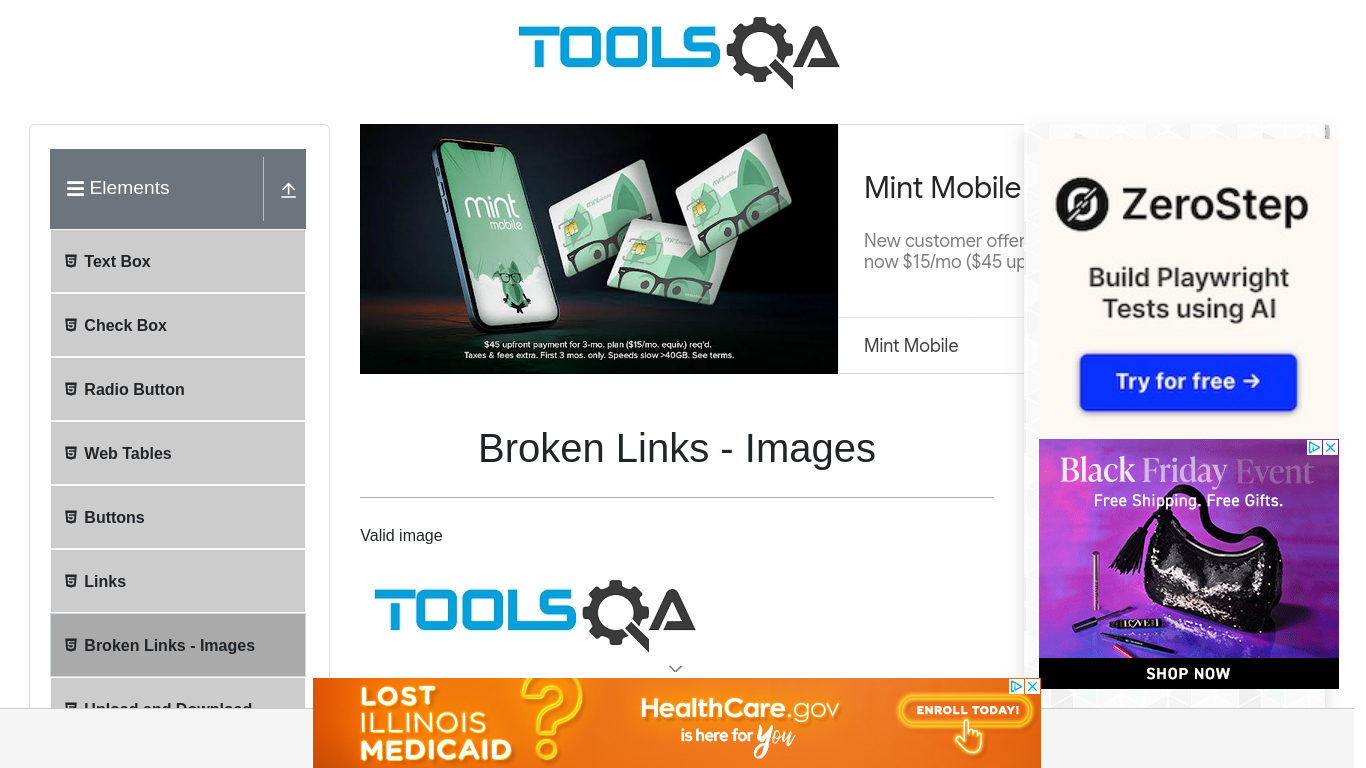 TOOLSQA
Elements
Text Box
Check Box
Radio Button
Web Tables
Buttons
Links
Broken Links - Images
Upload and Download
mint
mobile
$45 upfront payment for 3-mo. plan ($15/mo. equiv.) req'd.
Taxes & fees extra. First 3 mos. only. Speeds slow >40GB. See terms.
Mint Mobile
New customer offer
now $15/mo ($45 up
Mint Mobile
Broken Links - Images
Valid image
TOOLSQA
ZeroStep
Build Playwright
Tests using AI
Try for free →
Black Friday Event
Free Shipping. Free Gifts.
SHOP NOW
LOST
ILLINOIS
MEDICAID
?
HealthCare.gov
is here for you
ENROLL TODAY!